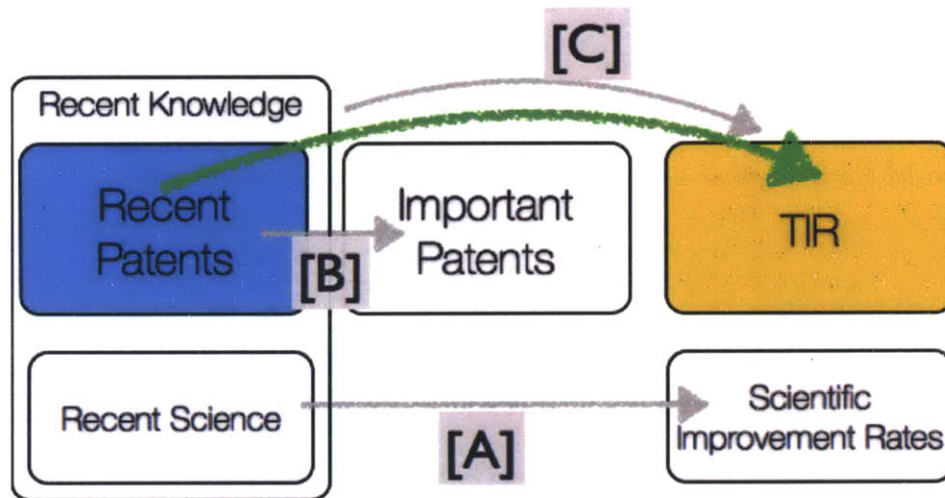 [C]
Recent Knowledge
Recent
Patents
Important
Patents
TIR
[B]
Recent Science
Scientific
Improvement Rates
[A]